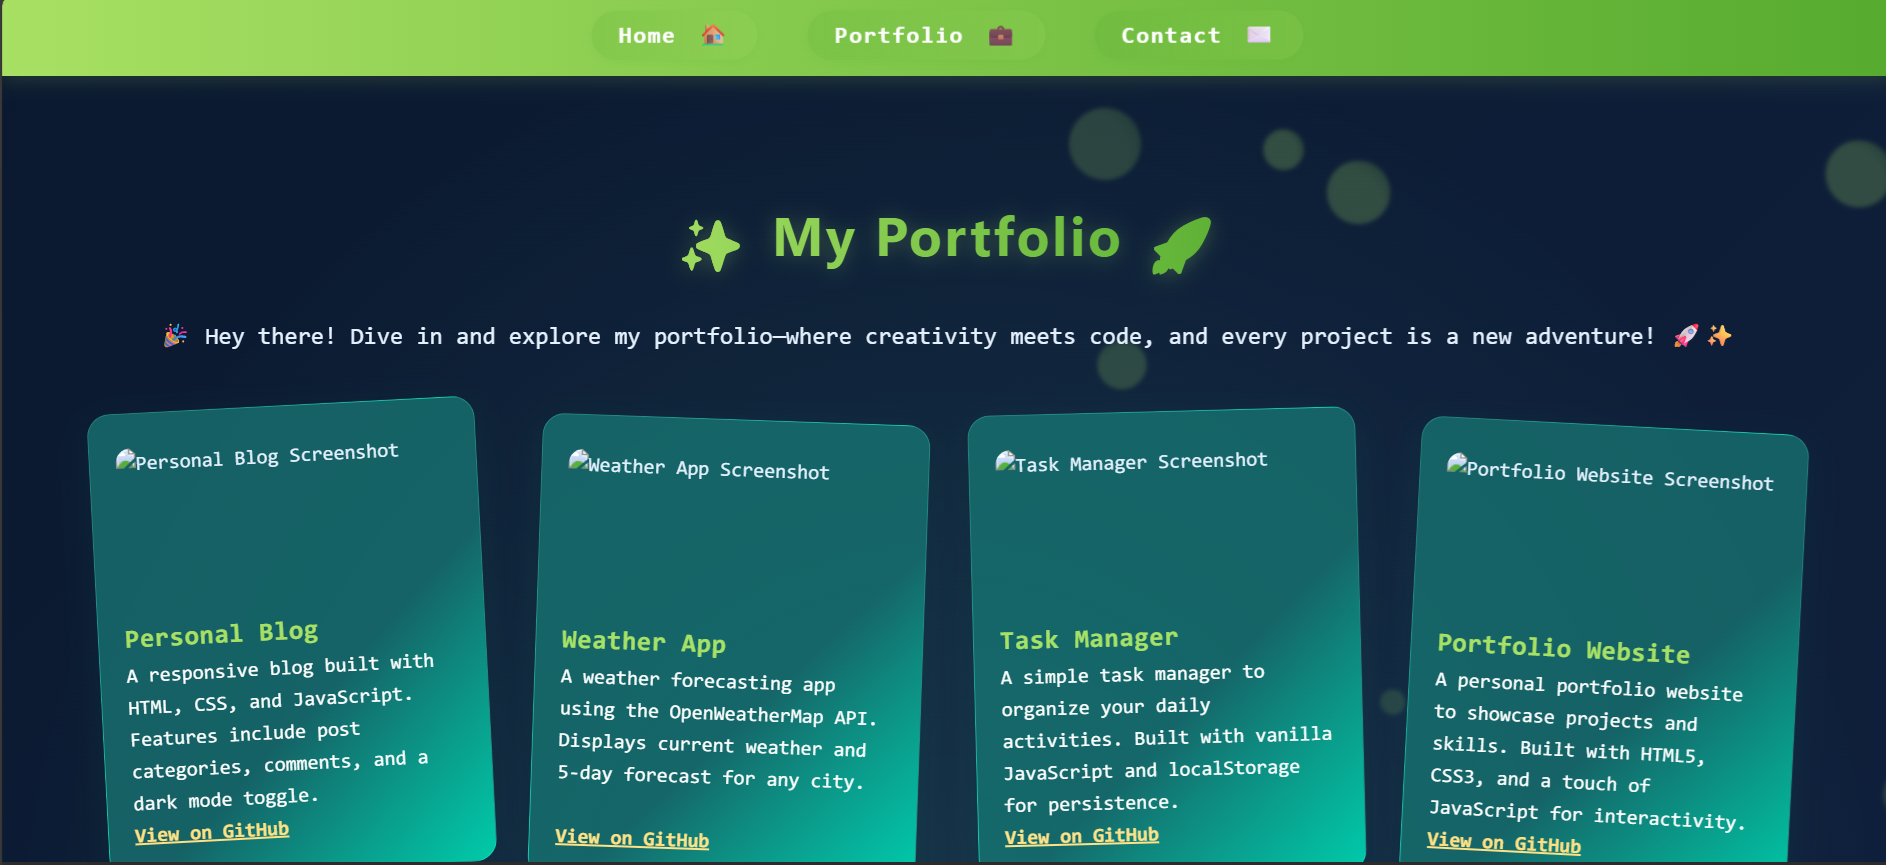 Home 🏠 Portfolio 💼 Contact ✉️
✨ My Portfolio 🚀
🎉 Hey there! Dive in and explore my portfolio—where creativity meets code, and every project is a new adventure! 🚀✨
Personal Blog Screenshot
Personal Blog
A responsive blog built with
HTML, CSS, and JavaScript.
Features include post
categories, comments, and a
dark mode toggle.
View on GitHub
Weather App Screenshot
Weather App
A weather forecasting app
using the OpenWeatherMap API.
Displays current weather and
5-day forecast for any city.
View on GitHub
Task Manager Screenshot
Task Manager
A simple task manager to
organize your daily
activities. Built with vanilla
JavaScript and localStorage
for persistence.
View on GitHub
Portfolio Website Screenshot
Portfolio Website
A personal portfolio website
to showcase projects and
skills. Built with HTML5,
CSS3, and a touch of
JavaScript for interactivity.
View on GitHub